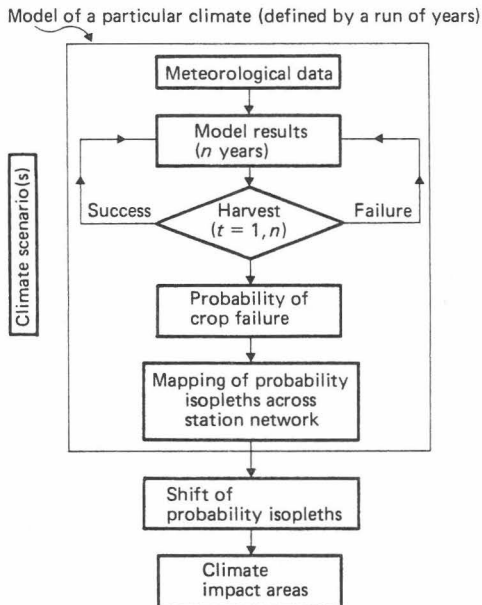 Model of a particular climate (defined by a run of years)
Meteorological data
Model results
(n years)
Success
Harvest
(t = 1, n)
Failure
Climate scenario(s)
Probability of
crop failure
Mapping of probability
isopleths across
station network
Shift of
probability isopleths
Climate
impact areas